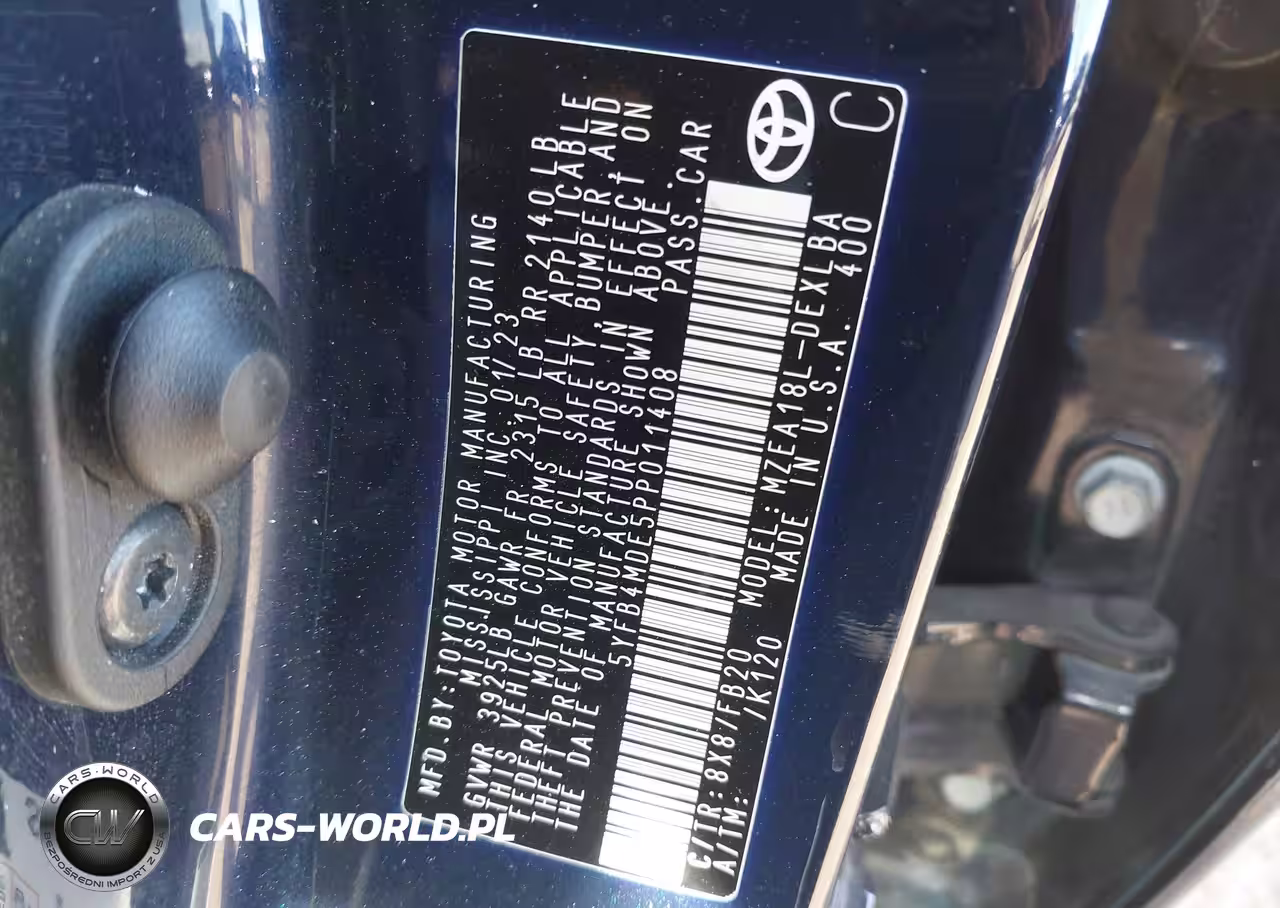 MFD.BY:TOYOTA MOTOR MANUFACTURING
MISSISSIPPI INC 01/23
GVWR 3925LB GAWR FR 2315 LB RR 2140 LB
THIS VEHICLE CONFORMS TO ALL APPLICABLE
FEDERAL MOTOR VEHICLE SAFETY, BUMPER, AND
THEFT PREVENTION STANDARDS IN EFFECT ON
THE DATE OF MANUFACTURE SHOWN ABOVE.
5YFB4MDE5PP011408 PASS.CAR
C/TR:8X8/FB20 MODEL:MZEA18L-DEXLBA
A/TM: /K120 MADE IN U.S.A. 400
C
CARS-WORLD
CW
BEZPOŚREDNI IMPORT Z USA
CARS-WORLD.PL